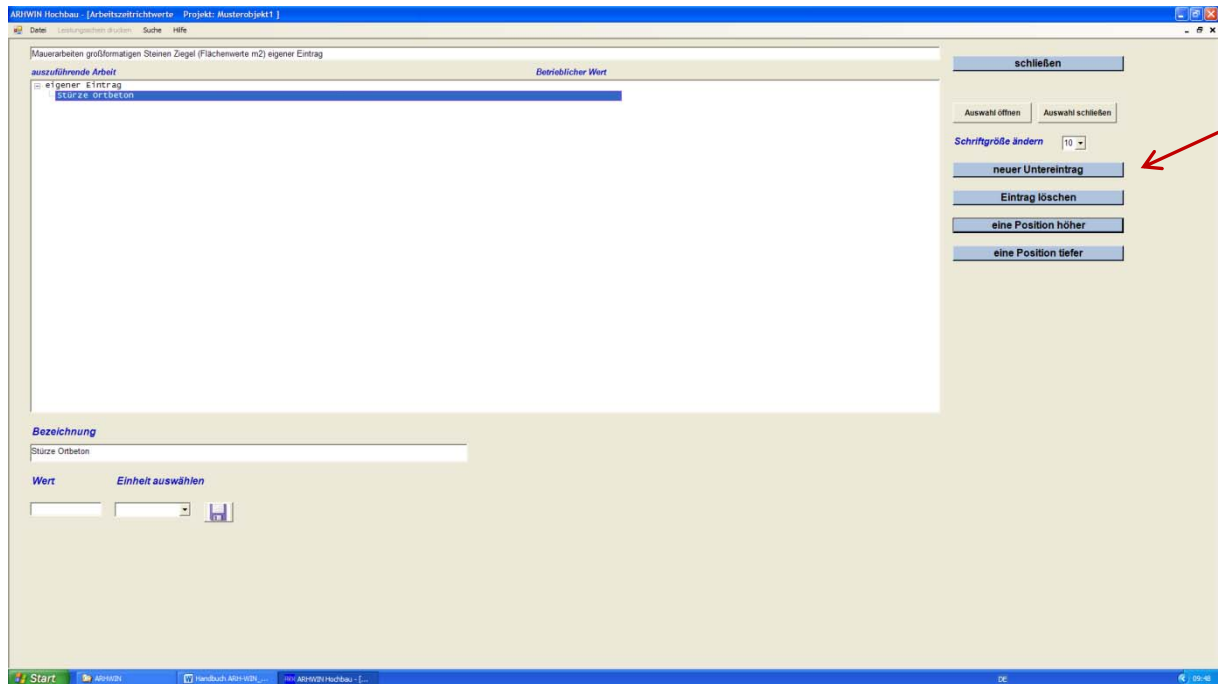 ARHWIN Hochbau - [Arbeitszeitrichtwerte   Projekt: Musterobjekt1 ]
Datei Leistungsschein drucken Suche Hilfe
Mauerarbeiten großformatigen Steinen Ziegel (Flächenwerte m2) eigener Eintrag
schließen
auszuführende Arbeit Betrieblicher Wert
eigener Eintrag
Stürze Ortbeton
Auswahl öffnen Auswahl schließen
Schriftgröße ändern 10
neuer Untereintrag
Eintrag löschen
eine Position höher
eine Position tiefer
Bezeichnung
Stürze Ortbeton
Wert Einheit auswählen
Start ARHWIN Handbuch ARH-WIN_... ARHWIN Hochbau - [... DE 09:48